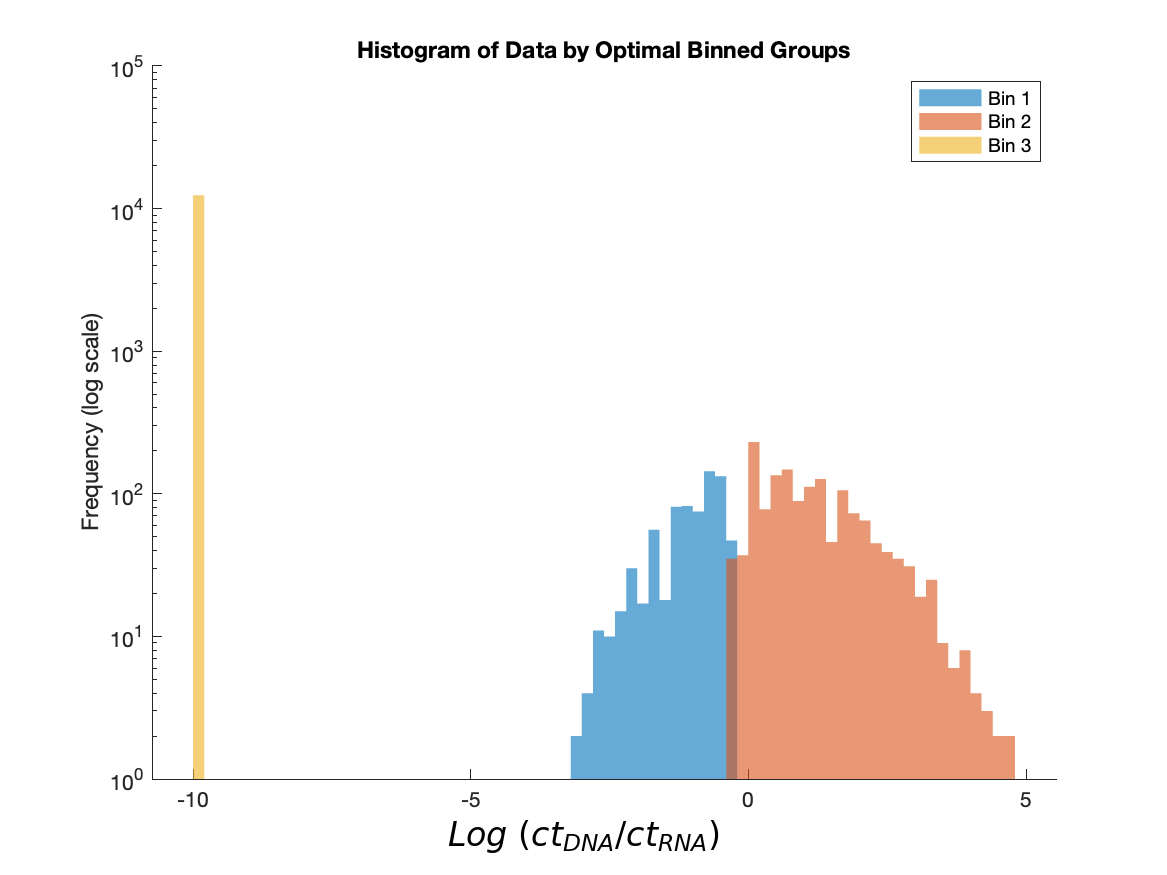 Histogram of Data by Optimal Binned Groups
10^5
10^4
10^3
10^2
10^1
10^0
Frequency (log scale)
Bin 1
Bin 2
Bin 3
-10
-5
0
5
Log (ct_DNA/ct_RNA)